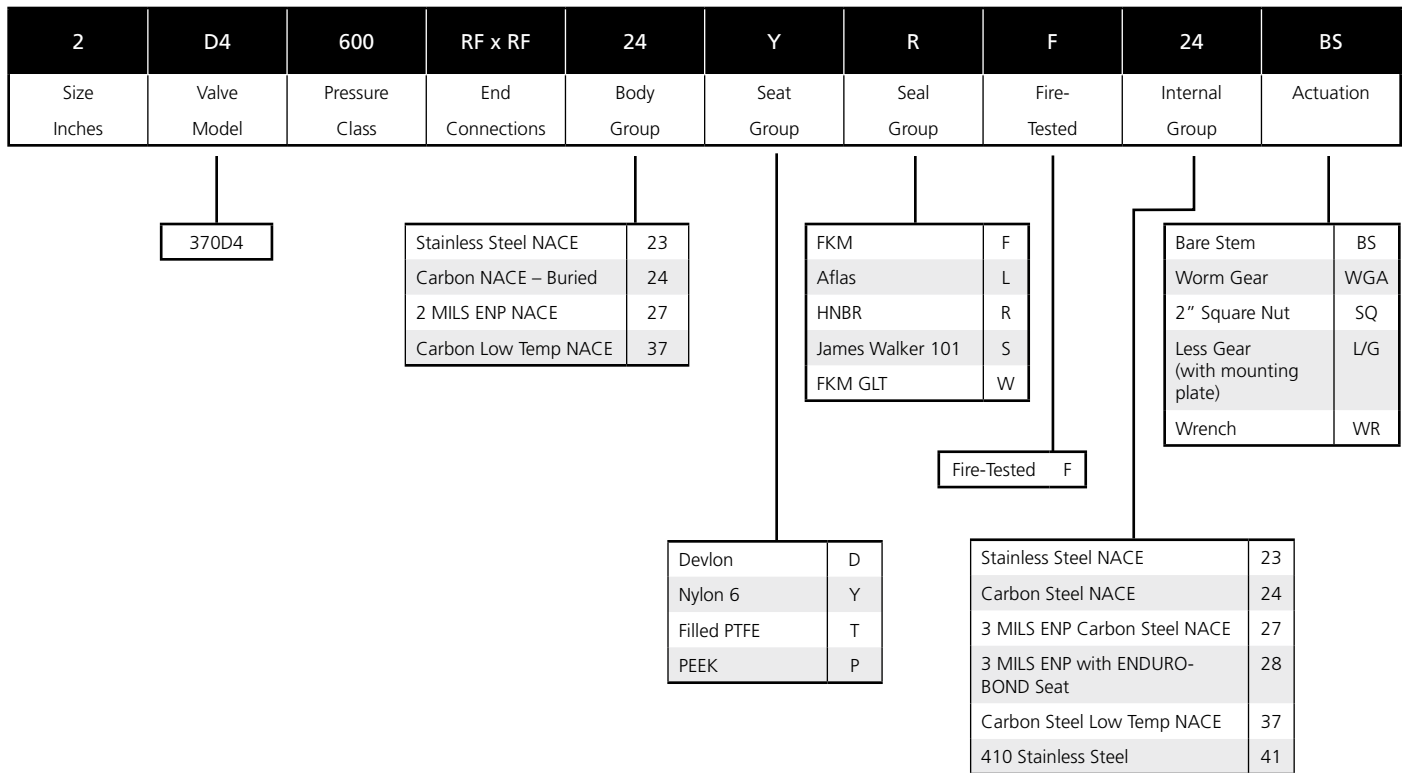 2 D4 600 RF x RF 24 Y R F 24 BS
Size Valve Pressure End Body Seat Seal Fire- Internal Actuation
Inches Model Class Connections Group Group Group Tested Group
370D4
Stainless Steel NACE 23
Carbon NACE – Buried 24
2 MILS ENP NACE 27
Carbon Low Temp NACE 37
FKM F
Aflas L
HNBR R
James Walker 101 S
FKM GLT W
Bare Stem BS
Worm Gear WGA
2” Square Nut SQ
Less Gear L/G
(with mounting
plate)
Wrench WR
Fire-Tested F
Devlon D
Nylon 6 Y
Filled PTFE T
PEEK P
Stainless Steel NACE 23
Carbon Steel NACE 24
3 MILS ENP Carbon Steel NACE 27
3 MILS ENP with ENDURO- 28
BOND Seat
Carbon Steel Low Temp NACE 37
410 Stainless Steel 41